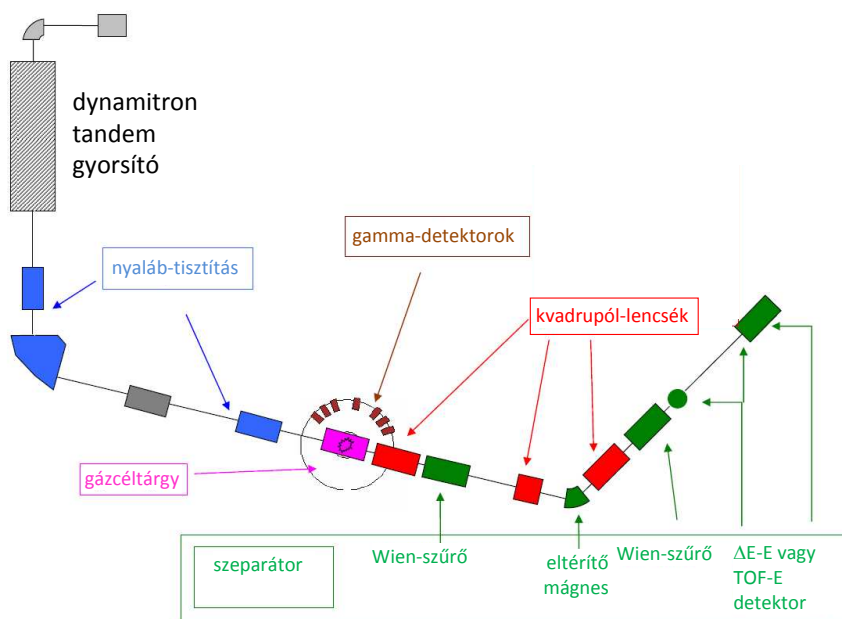 dynamitron
tandem
gyorsító
gamma-detektorok
nyaláb-tisztítás
kvadrupól-lencsék
gázcéltárgy
szeparátor
Wien-szűrő
eltérítő
mágnes
Wien-szűrő
ΔE-E vagy
TOF-E
detektor